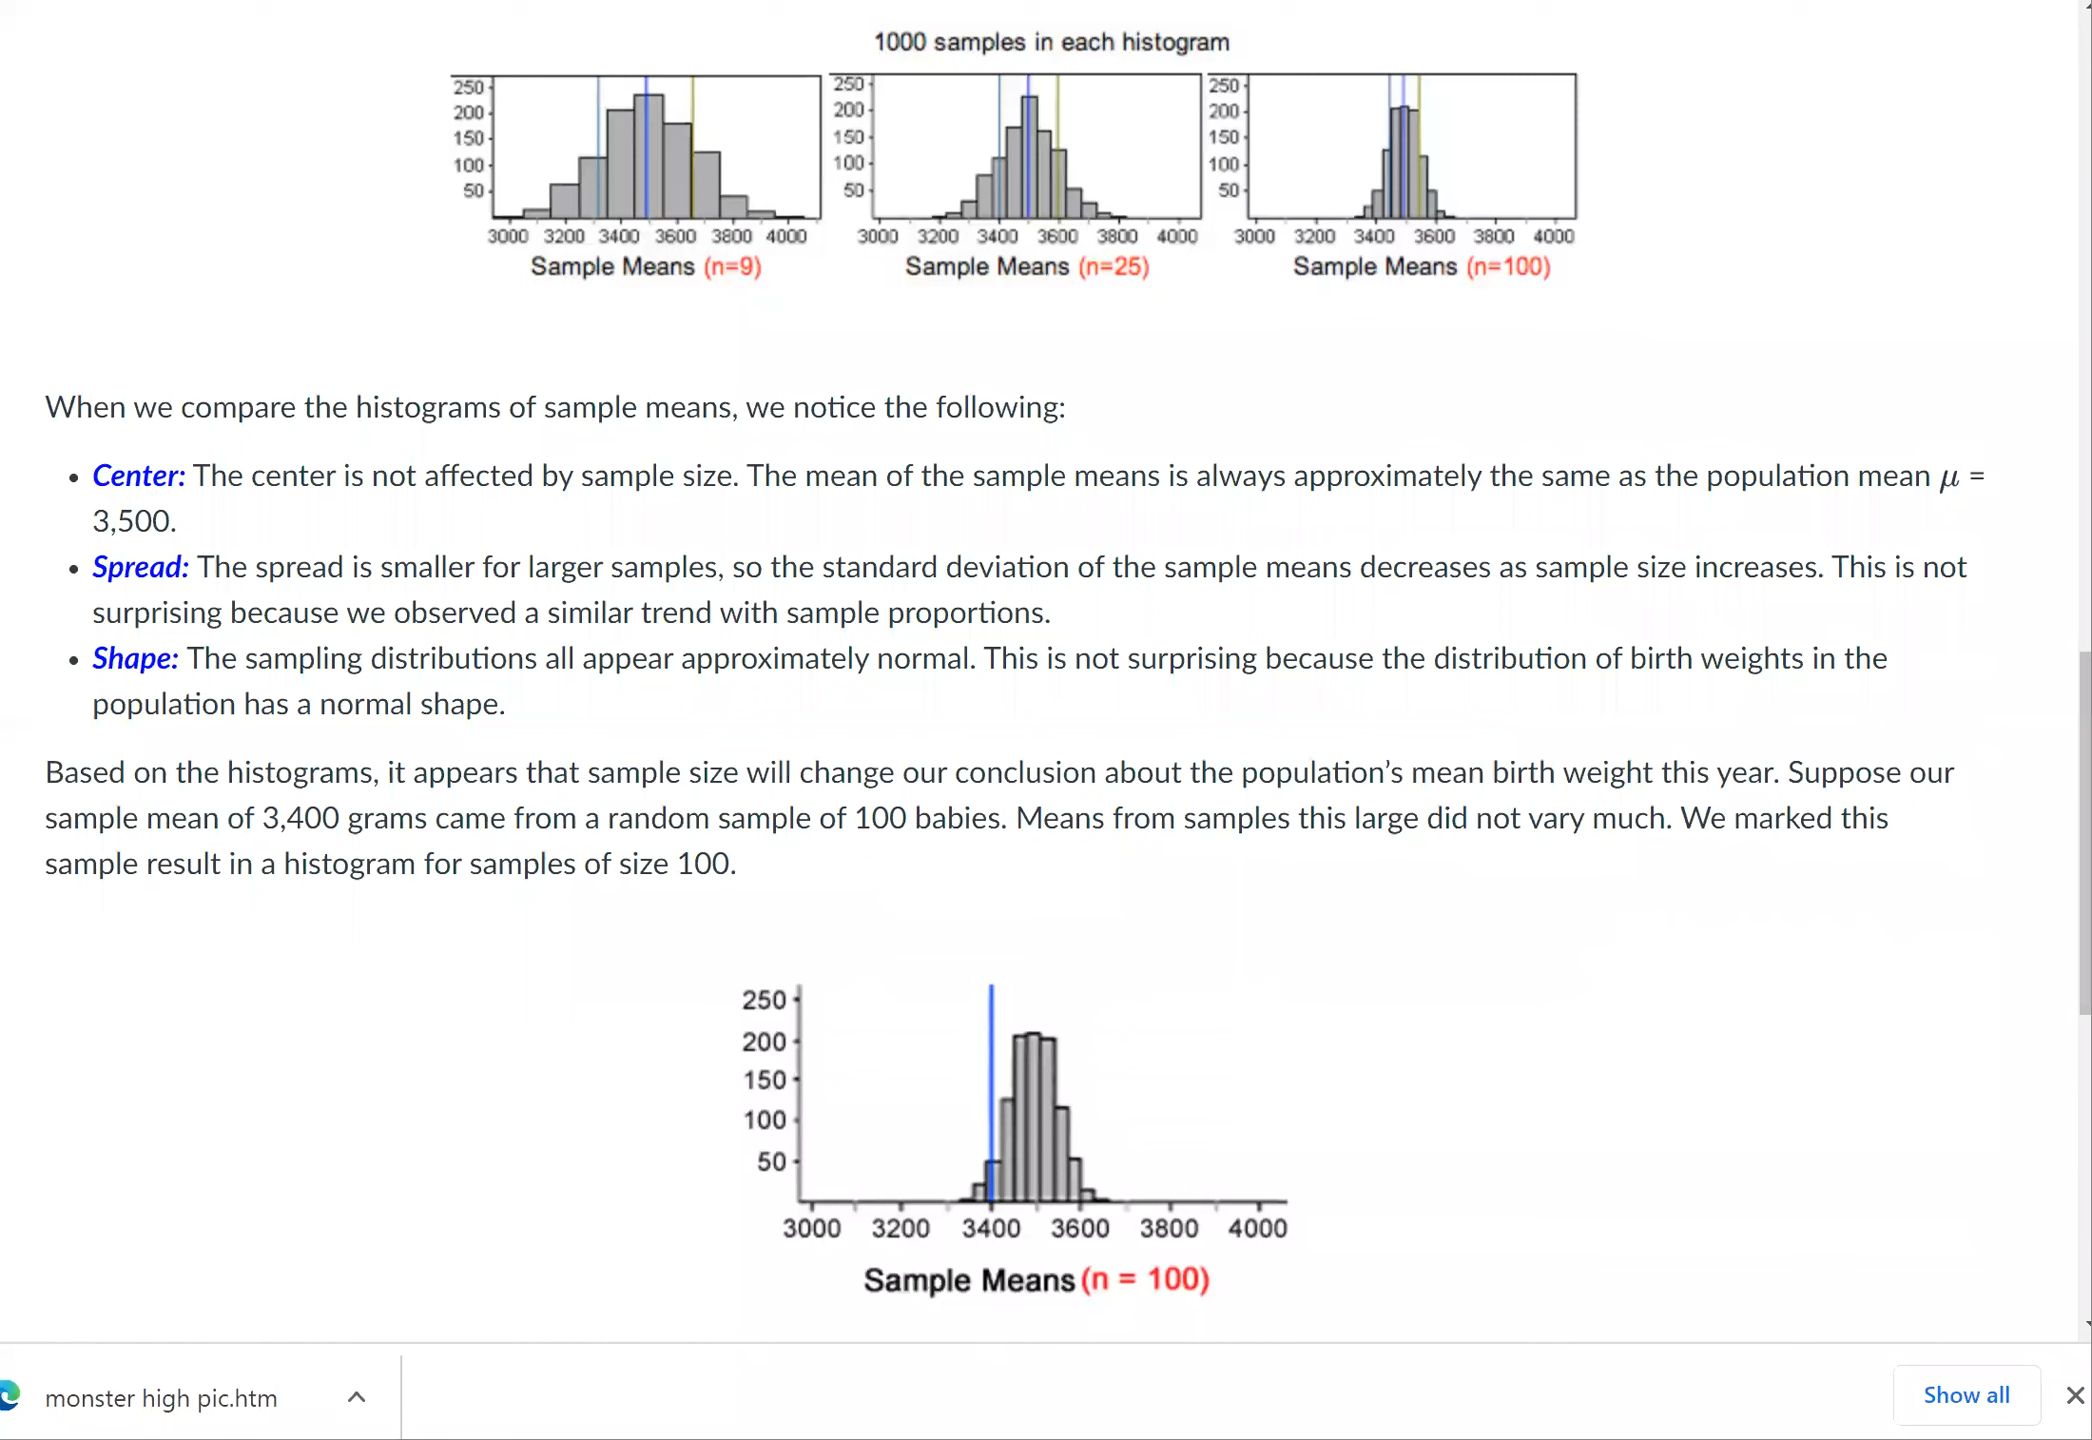 1000 samples in each histogram
250 250 250
200 200 200
150 150 150
100 100 100
50 50 50
3000 3200 3400 3600 3800 4000 3000 3200 3400 3600 3800 4000 3000 3200 3400 3600 3800 4000
Sample Means (n=9) Sample Means (n=25) Sample Means (n=100)
When we compare the histograms of sample means, we notice the following:
• Center: The center is not affected by sample size. The mean of the sample means is always approximately the same as the population mean μ =
3,500.
• Spread: The spread is smaller for larger samples, so the standard deviation of the sample means decreases as sample size increases. This is not
surprising because we observed a similar trend with sample proportions.
• Shape: The sampling distributions all appear approximately normal. This is not surprising because the distribution of birth weights in the
population has a normal shape.
Based on the histograms, it appears that sample size will change our conclusion about the population’s mean birth weight this year. Suppose our
sample mean of 3,400 grams came from a random sample of 100 babies. Means from samples this large did not vary much. We marked this
sample result in a histogram for samples of size 100.
250
200
150
100
50
3000 3200 3400 3600 3800 4000
Sample Means (n = 100)
monster high pic.htm Show all